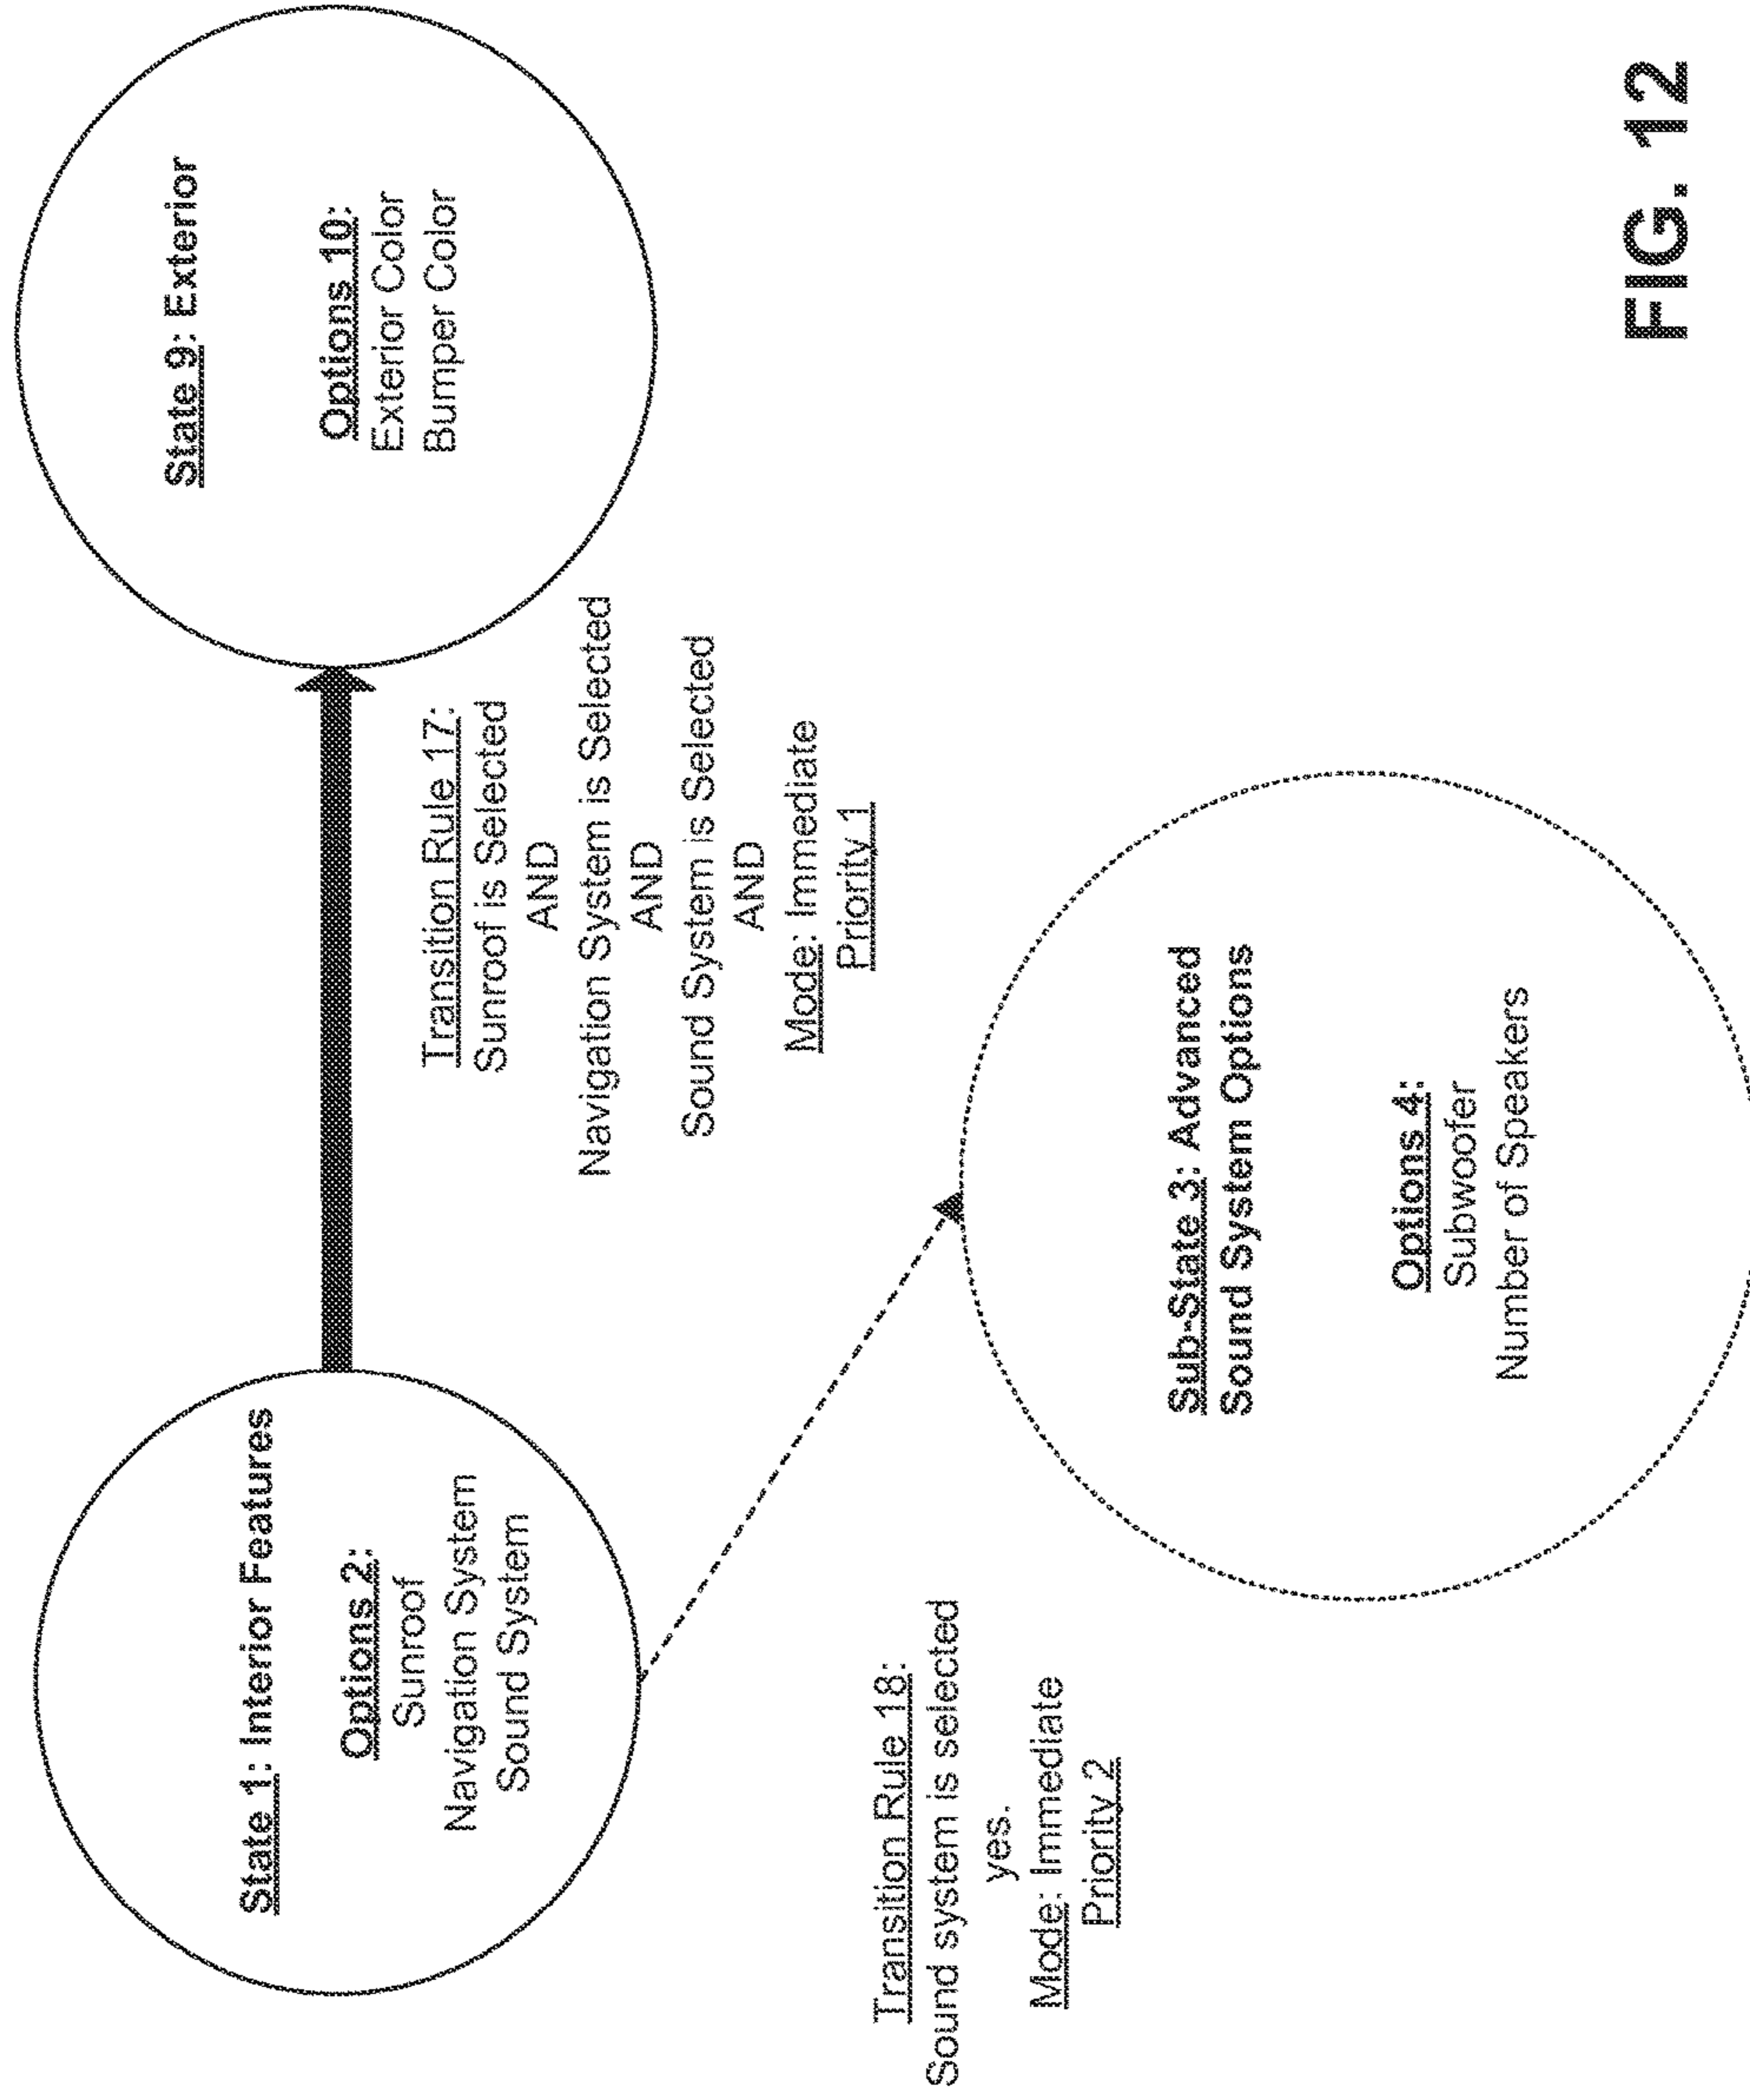 State 1: Interior Features
Options 2:
Sunroof
Navigation System
Sound System
Transition Rule 17:
Sunroof is Selected
AND
Navigation System is Selected
AND
Sound System is Selected
AND
Mode: Immediate
Priority 1
State 9: Exterior
Options 10:
Exterior Color
Bumper Color
Transition Rule 18:
Sound system is selected
yes.
Mode: Immediate
Priority 2
Sub-State 3: Advanced
Sound System Options
Options 4:
Subwoofer
Number of Speakers
FIG. 12